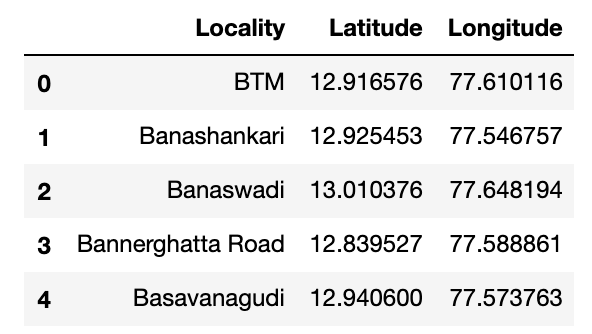 Locality Latitude Longitude
0 BTM 12.916576 77.610116
1 Banashankari 12.925453 77.546757
2 Banaswadi 13.010376 77.648194
3 Bannerghatta Road 12.839527 77.588861
4 Basavanagudi 12.940600 77.573763